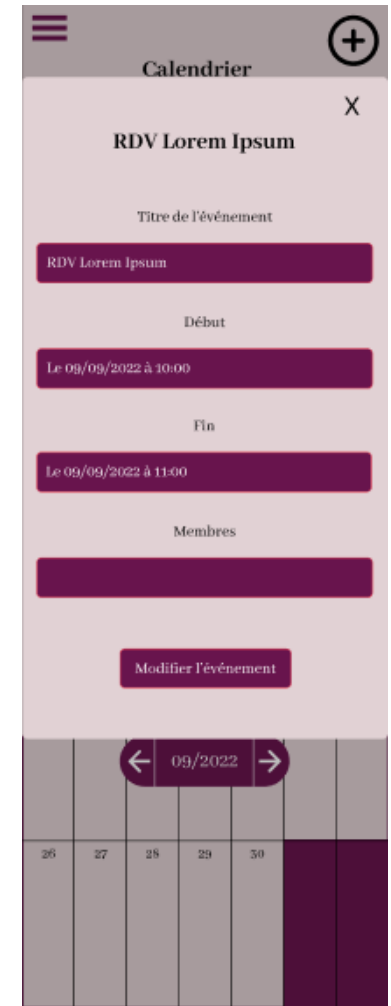 Calendrier
X
RDV Lorem Ipsum
Titre de l'événement
RDV Lorem Ipsum
Début
Le 09/09/2022 à 10:00
Fin
Le 09/09/2022 à 11:00
Membres
Modifier l'événement
09/2022
26 27 28 29 30